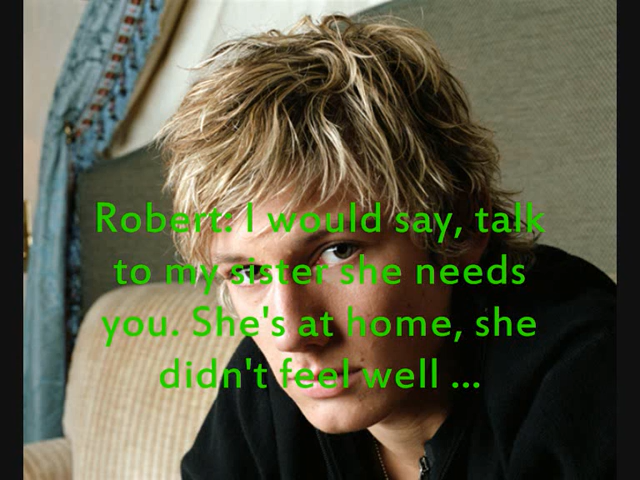 Robert: I would say, talk
to my sister she needs
you. She's at home, she
didn't feel well ...